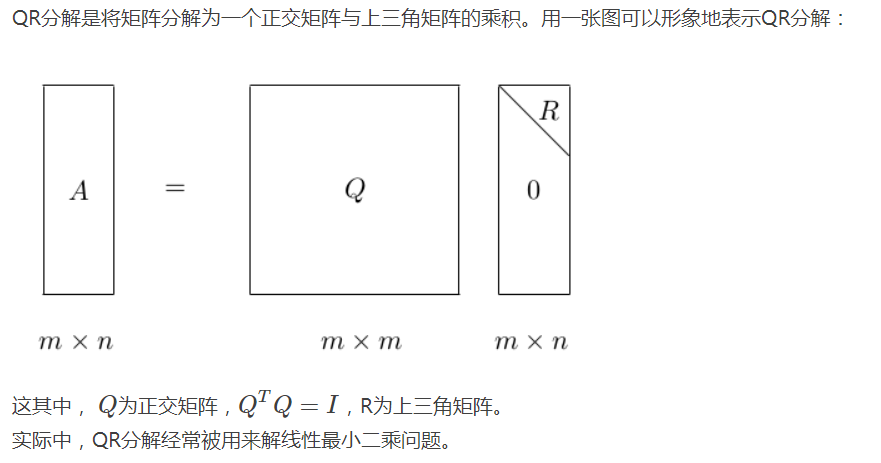 QR分解是将矩阵分解为一个正交矩阵与上三角矩阵的乘积。用一张图可以形象地表示QR分解：
A = Q R
0
m × n m × m m × n
这其中，Q为正交矩阵，Q^T Q = I，R为上三角矩阵。
实际中，QR分解经常被用来解线性最小二乘问题。